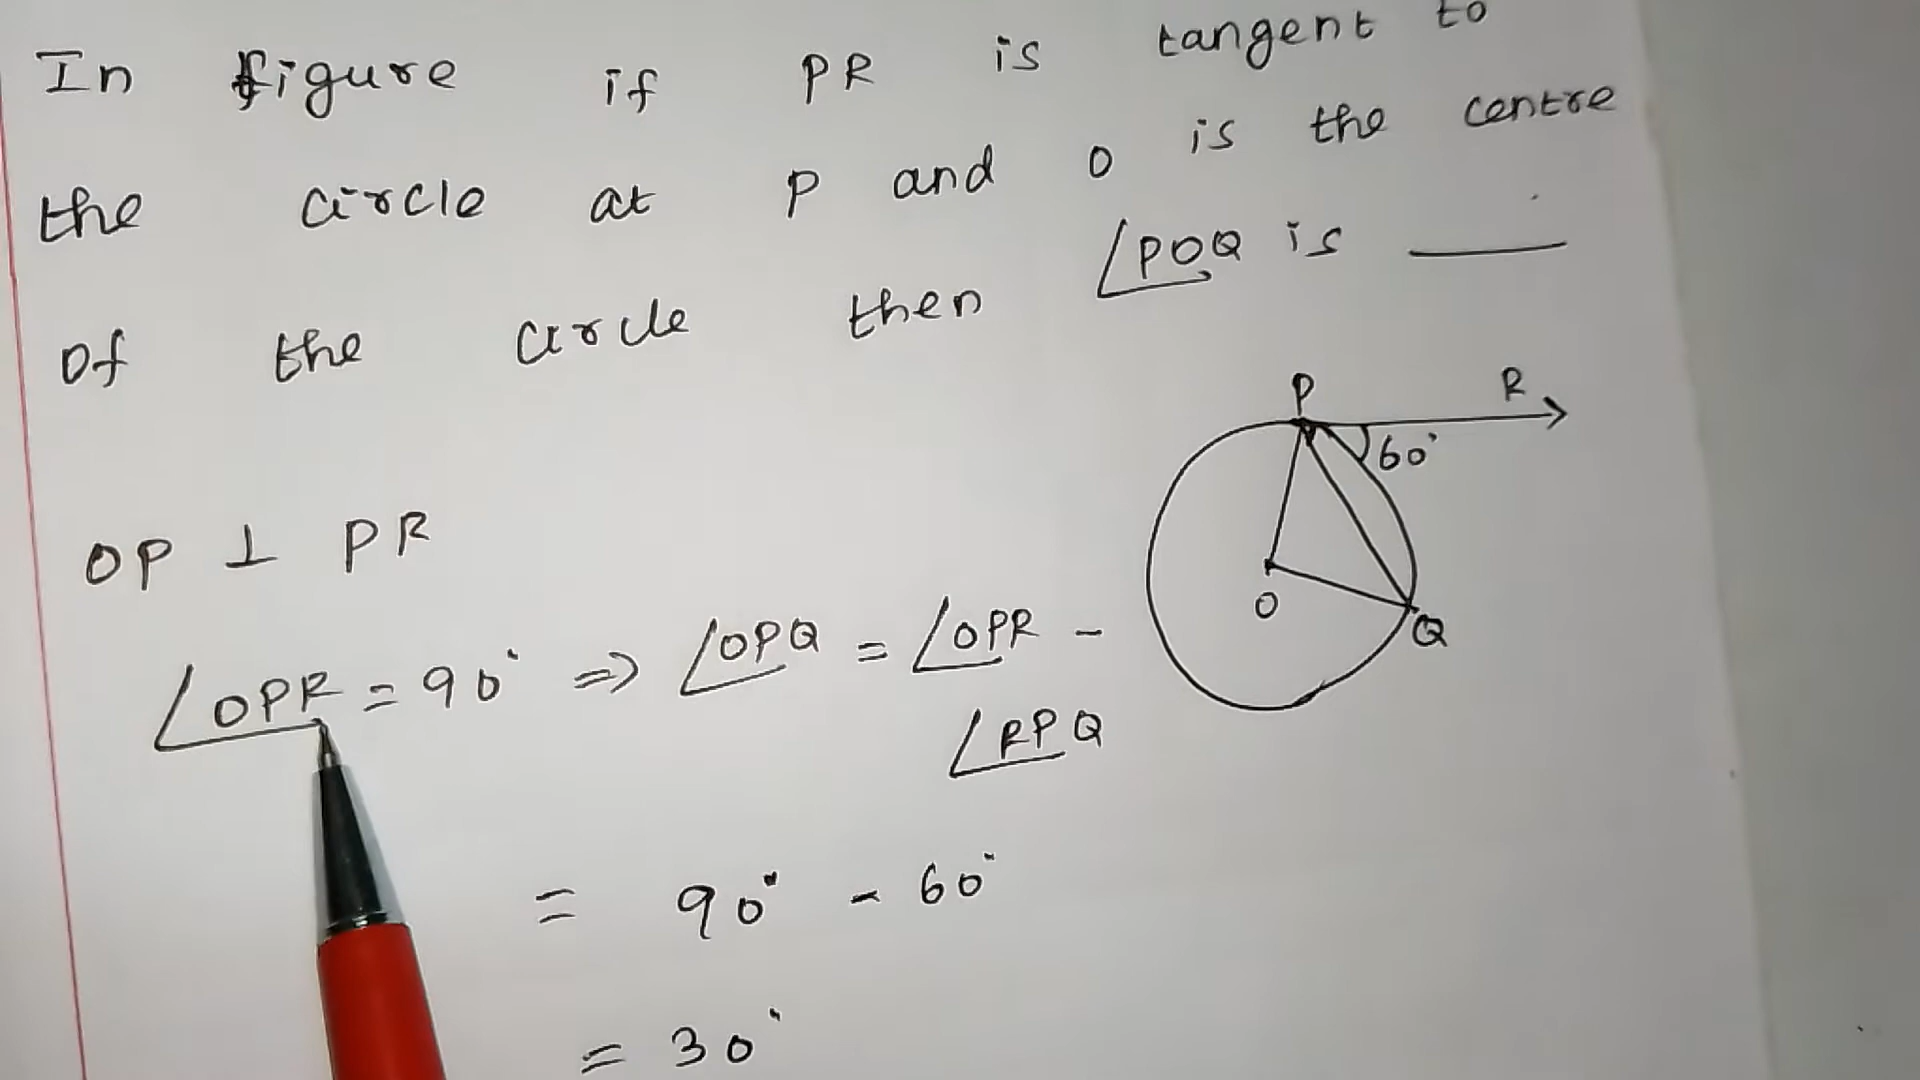 In figure if PR is tangent to
the circle at P and O is the centre
Of the circle then ∠POQ is ____
P R
60°
O
Q
OP ⊥ PR
∠OPR = 90° ⇒ ∠OPQ = ∠OPR -
∠RPQ
= 90° - 60°
= 30°